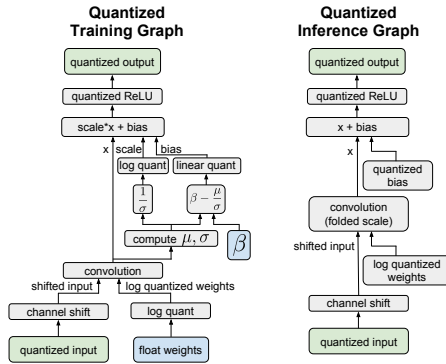 Quantized
Training Graph
quantized output
quantized ReLU
scale*x + bias
x
scale
bias
log quant
linear quant
1/σ
β − μ/σ
compute μ, σ
β
convolution
shifted input
log quantized weights
channel shift
log quant
quantized input
float weights
Quantized
Inference Graph
quantized output
quantized ReLU
x + bias
x
quantized
bias
convolution
(folded scale)
shifted input
log quantized
weights
channel shift
quantized input